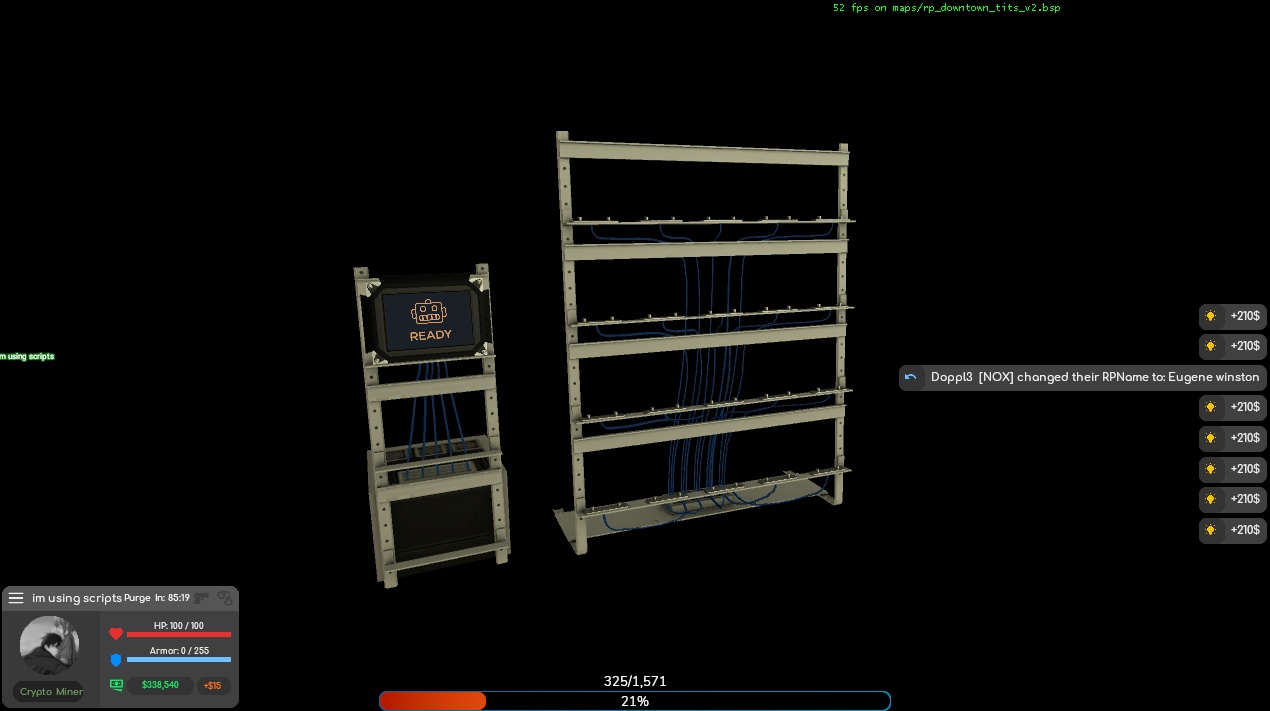 52 fps on maps/rp_downtown_tits_v2.bsp
READY
+210$
+210$
m using scripts
Doppl3 [NOX] changed their RPName to: Eugene winston
+210$
+210$
+210$
+210$
+210$
im using scripts Purge In: 85:19
HP: 100 / 100
Armor: 0 / 255
Crypto Miner
$338,540
+$15
325/1,571
21%